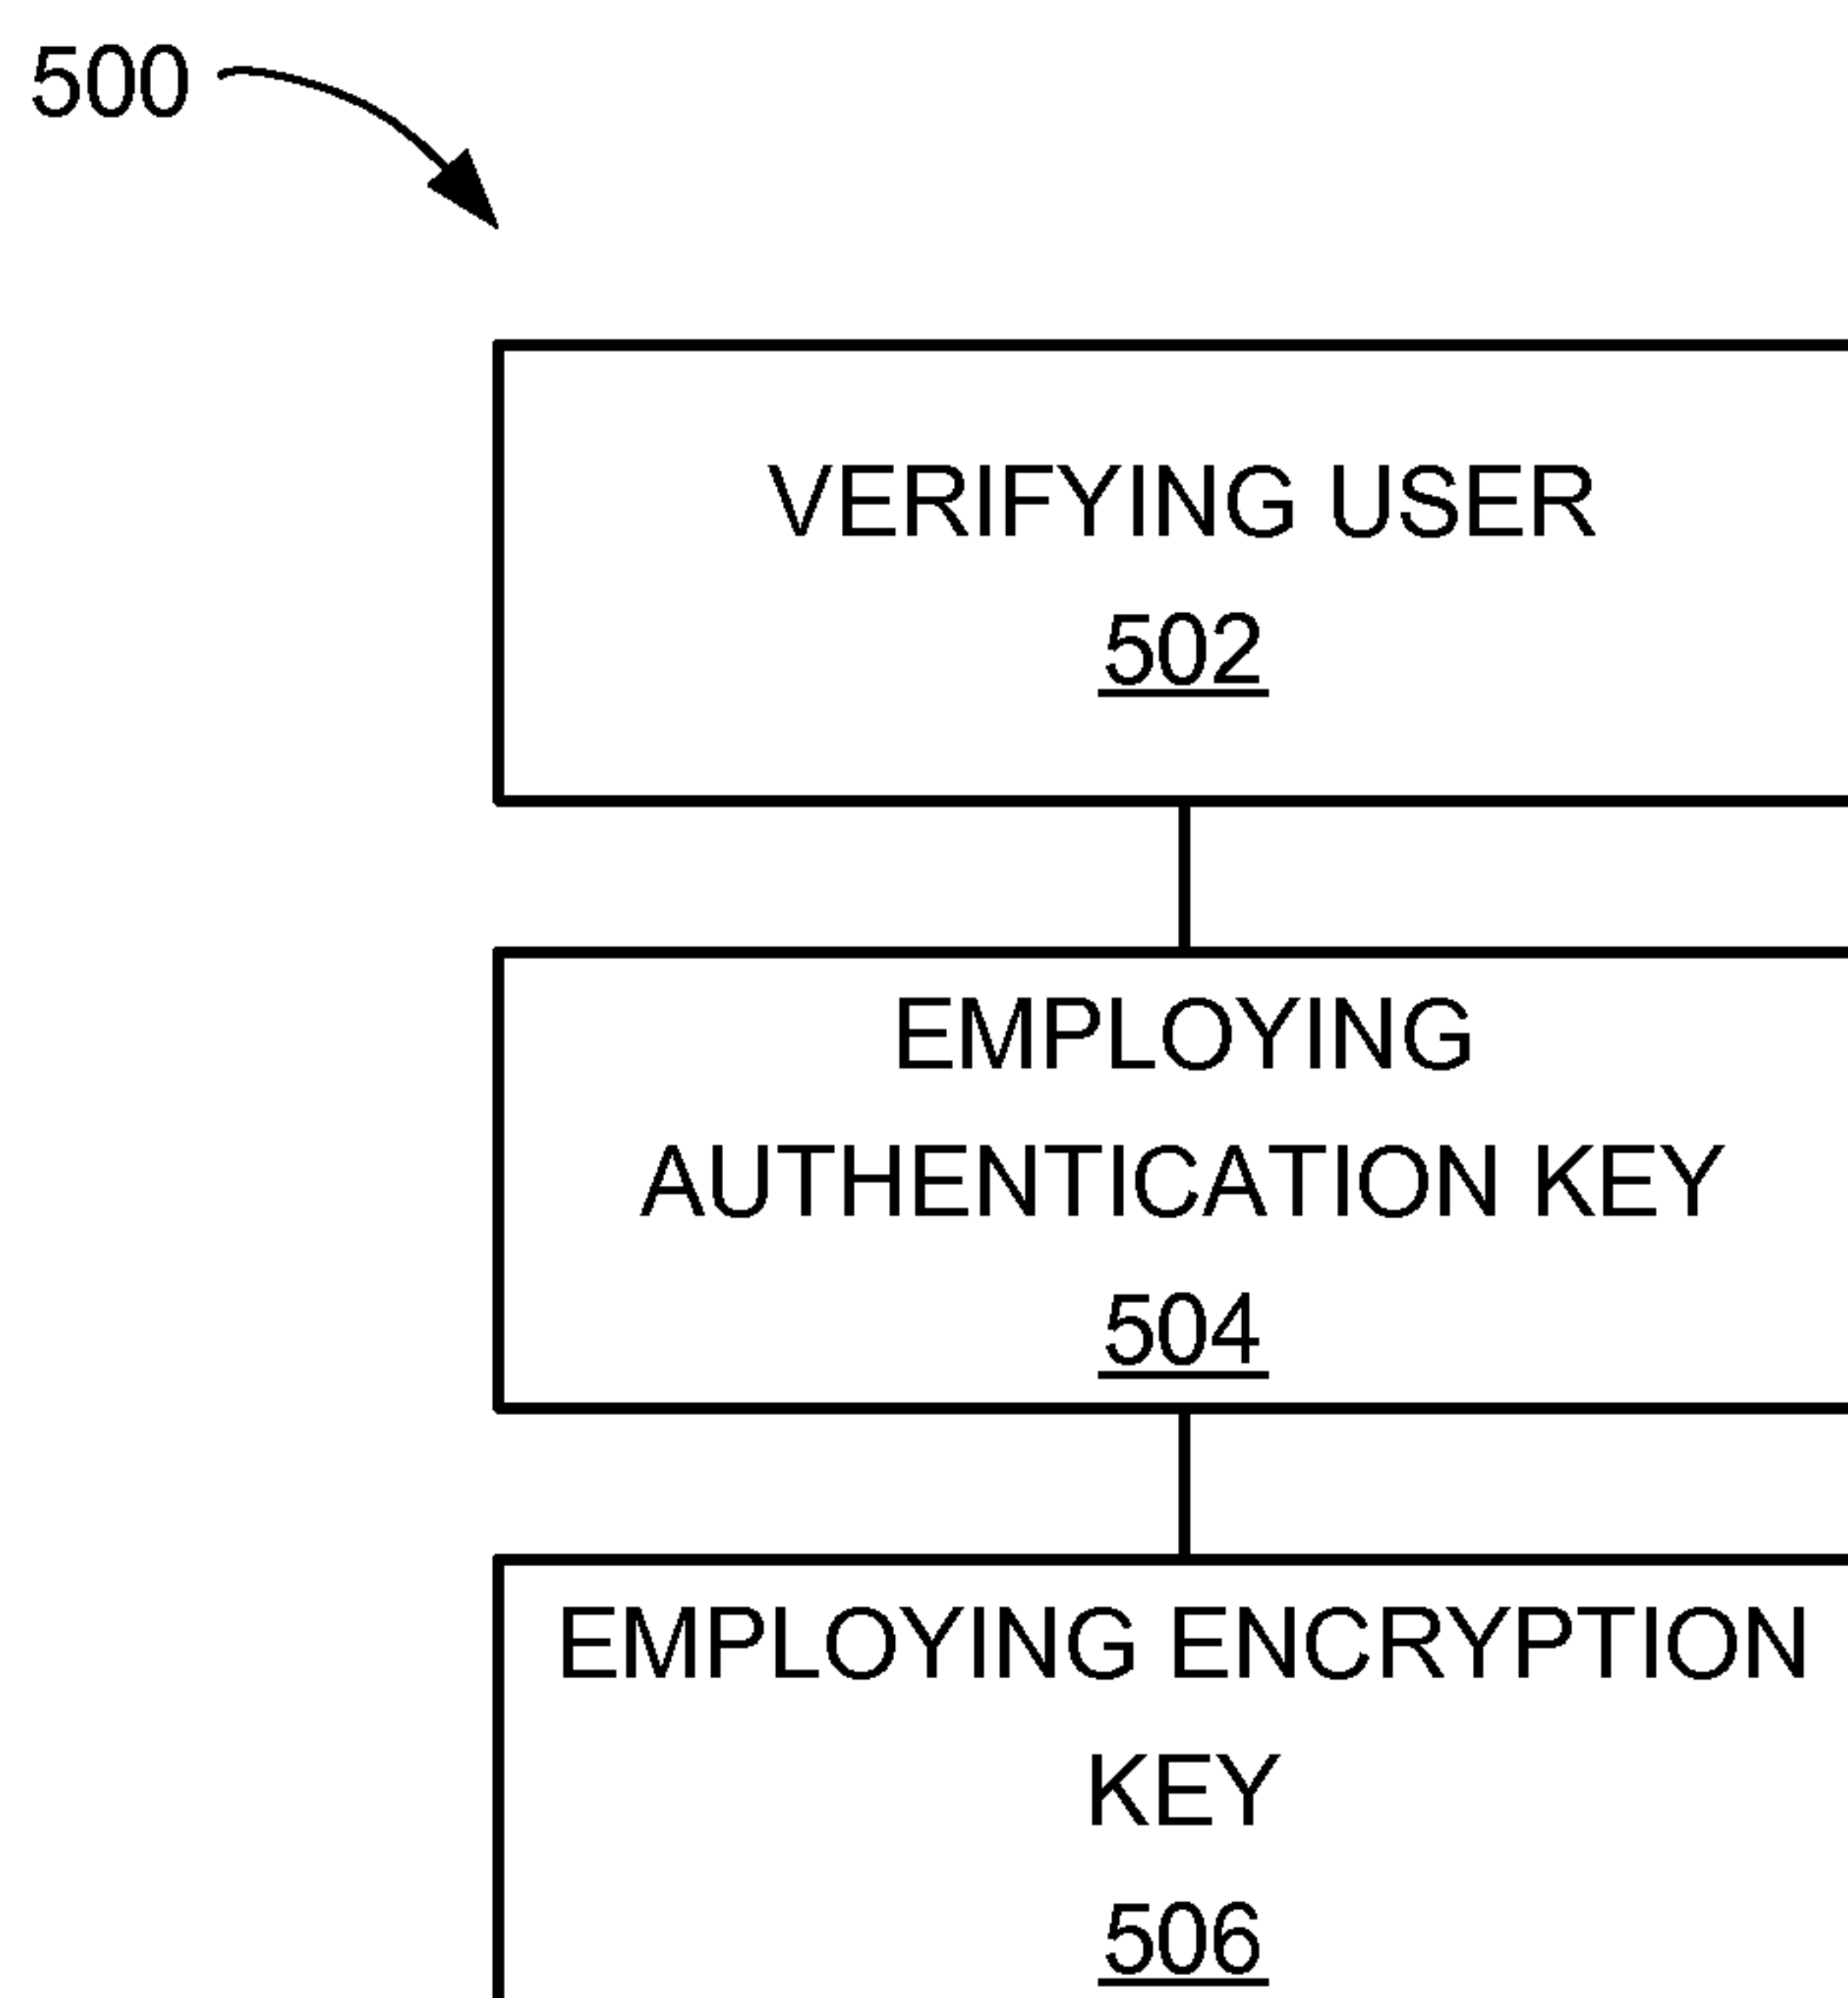 500
VERIFYING USER
502
EMPLOYING
AUTHENTICATION KEY
504
EMPLOYING ENCRYPTION
KEY
506